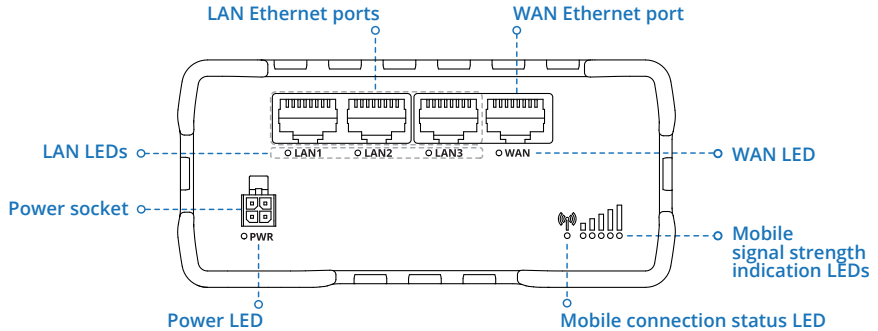 LAN Ethernet ports
WAN Ethernet port
LAN LEDs
LAN1
LAN2
LAN3
WAN
WAN LED
Power socket
PWR
Mobile
signal strength
indication LEDs
Power LED
Mobile connection status LED